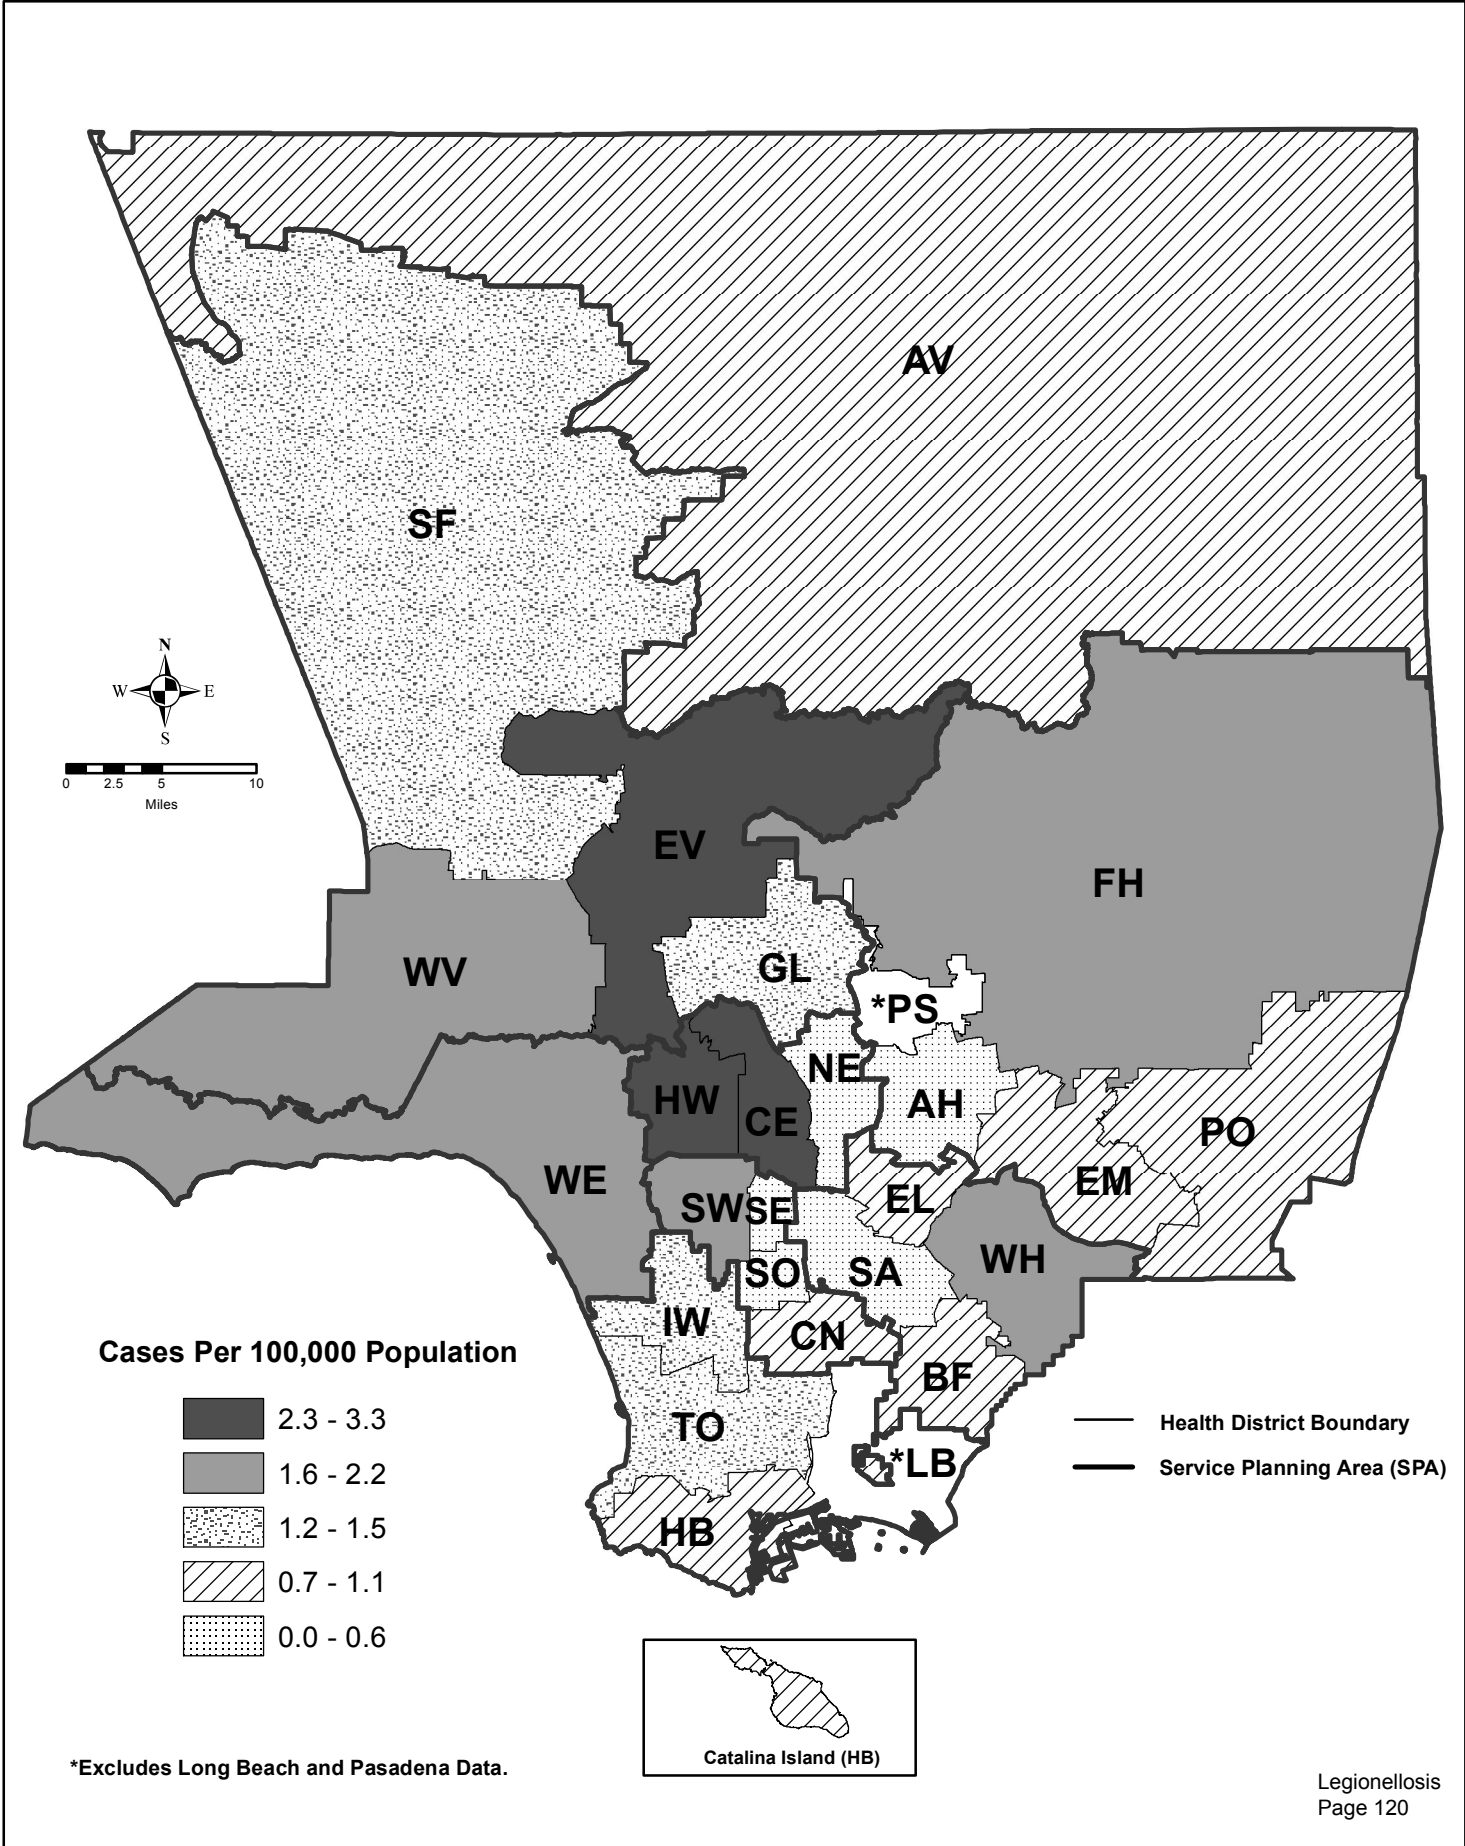 AV
SF
N
W E
S
0 2.5 5 10
Miles
EV
FH
WV
GL
*PS
NE
HW
CE
AH
PO
WE
EM
SW
SE
EL
WH
SO
SA
IW
CN
BF
TO
*LB
HB
Cases Per 100,000 Population
2.3 - 3.3
1.6 - 2.2
1.2 - 1.5
0.7 - 1.1
0.0 - 0.6
Health District Boundary
Service Planning Area (SPA)
Catalina Island (HB)
*Excludes Long Beach and Pasadena Data.
Legionellosis
Page 120